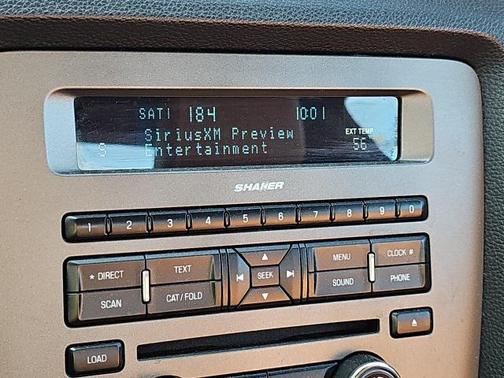 SAT1 184 10:01
SiriusXM Preview
EXT TEMP
S Entertainment 56
SHAKER
1 2 3 4 5 6 7 8 9 0
* DIRECT TEXT SEEK MENU CLOCK #
SCAN CAT/FOLD SOUND PHONE
LOAD